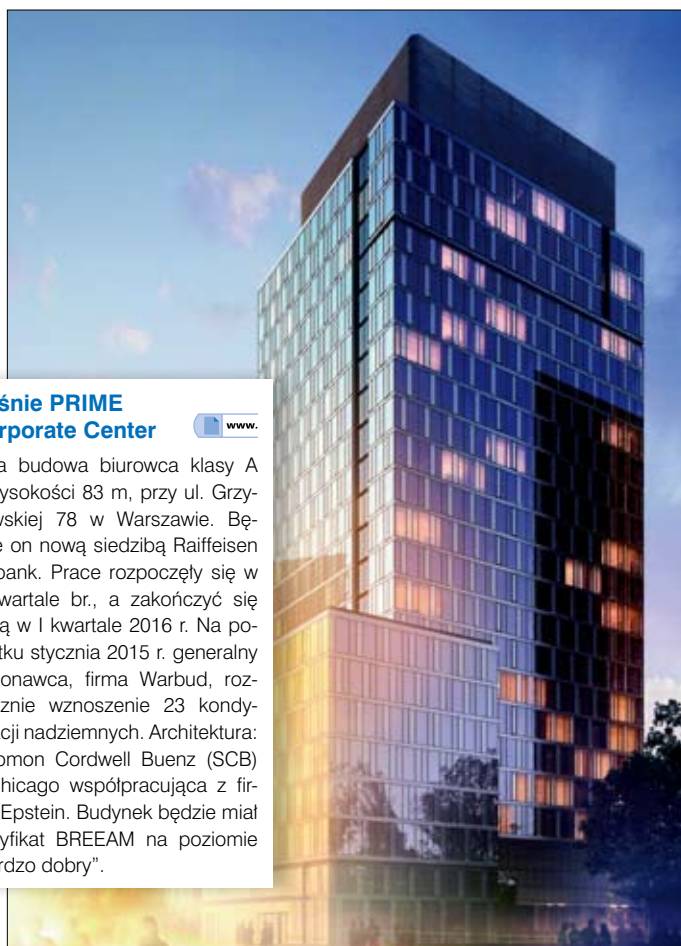 śnie PRIME
rporate Center
www.
a budowa biurowca klasy A
ysokości 83 m, przy ul. Grzy-
wskiej 78 w Warszawie. Bę-
e on nową siedzibą Raiffeisen
bank. Prace rozpoczęły się w
wartale br., a zakończyć się
ą w I kwartale 2016 r. Na po-
tku stycznia 2015 r. generalny
onawca, firma Warbud, roz-
cznie wznoszenie 23 kondy-
cji nadziemnych. Architektura:
omon Cordwell Buenz (SCB)
hicago współpracująca z fir-
Epstein. Budynek będzie miał
yfikat BREEAM na poziomie
rdzo dobry”.